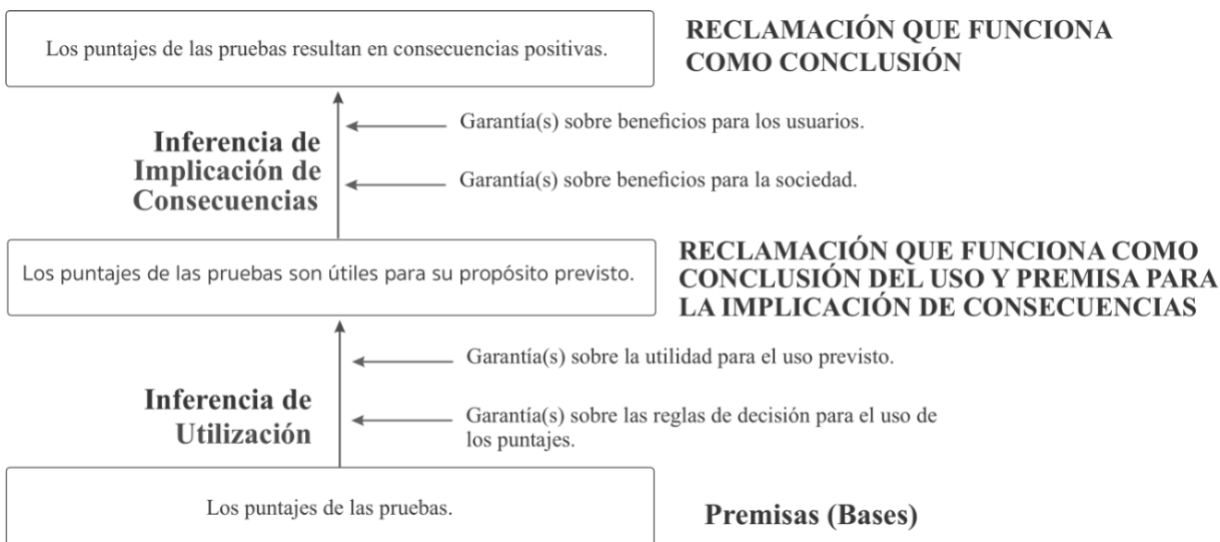 Los puntajes de las pruebas resultan en consecuencias positivas.
RECLAMACIÓN QUE FUNCIONA
COMO CONCLUSIÓN
Inferencia de
Implicación de
Consecuencias
Garantía(s) sobre beneficios para los usuarios.
Garantía(s) sobre beneficios para la sociedad.
Los puntajes de las pruebas son útiles para su propósito previsto.
RECLAMACIÓN QUE FUNCIONA COMO
CONCLUSIÓN DEL USO Y PREMISA PARA
LA IMPLICACIÓN DE CONSECUENCIAS
Inferencia de
Utilización
Garantía(s) sobre la utilidad para el uso previsto.
Garantía(s) sobre las reglas de decisión para el uso de
los puntajes.
Los puntajes de las pruebas.
Premisas (Bases)